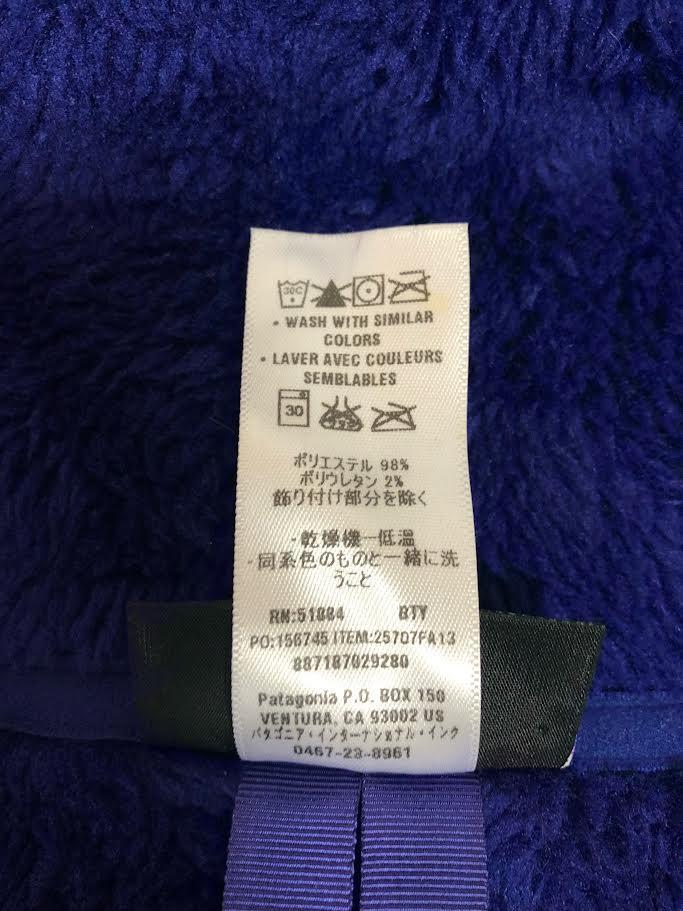 30C
• WASH WITH SIMILAR
COLORS
• LAVER AVEC COULEURS
SEMBLABLES
30
ポリエステル 98%
ポリウレタン 2%
飾り付け部分を除く
・乾燥機一低温
・同系色のものと一緒に洗
うこと
RN:51884 BTY
PO:156745 ITEM:25707FA13
887187029280
Patagonia P.O. BOX 150
VENTURA, CA 93002 US
パタゴニア・インターナショナル・インク
0467-23-8961